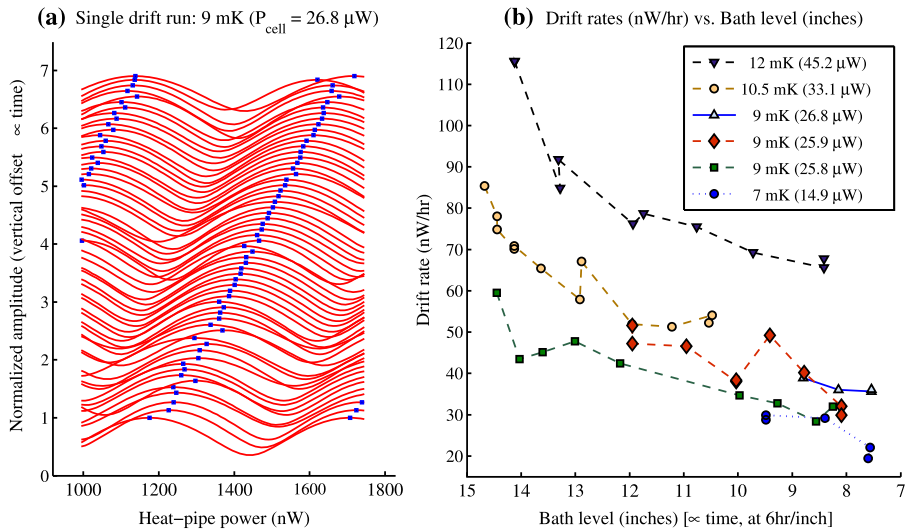 (a) Single drift run: 9 mK (Pcell = 26.8 µW)
Normalized amplitude (vertical offset ∝ time)
7
6
5
4
3
2
1
0
1000 1200 1400 1600 1800
Heat−pipe power (nW)
(b) Drift rates (nW/hr) vs. Bath level (inches)
Drift rate (nW/hr)
120
110
100
90
80
70
60
50
40
30
20
12 mK (45.2 µW)
10.5 mK (33.1 µW)
9 mK (26.8 µW)
9 mK (25.9 µW)
9 mK (25.8 µW)
7 mK (14.9 µW)
15 14 13 12 11 10 9 8 7
Bath level (inches) [∝ time, at 6hr/inch]